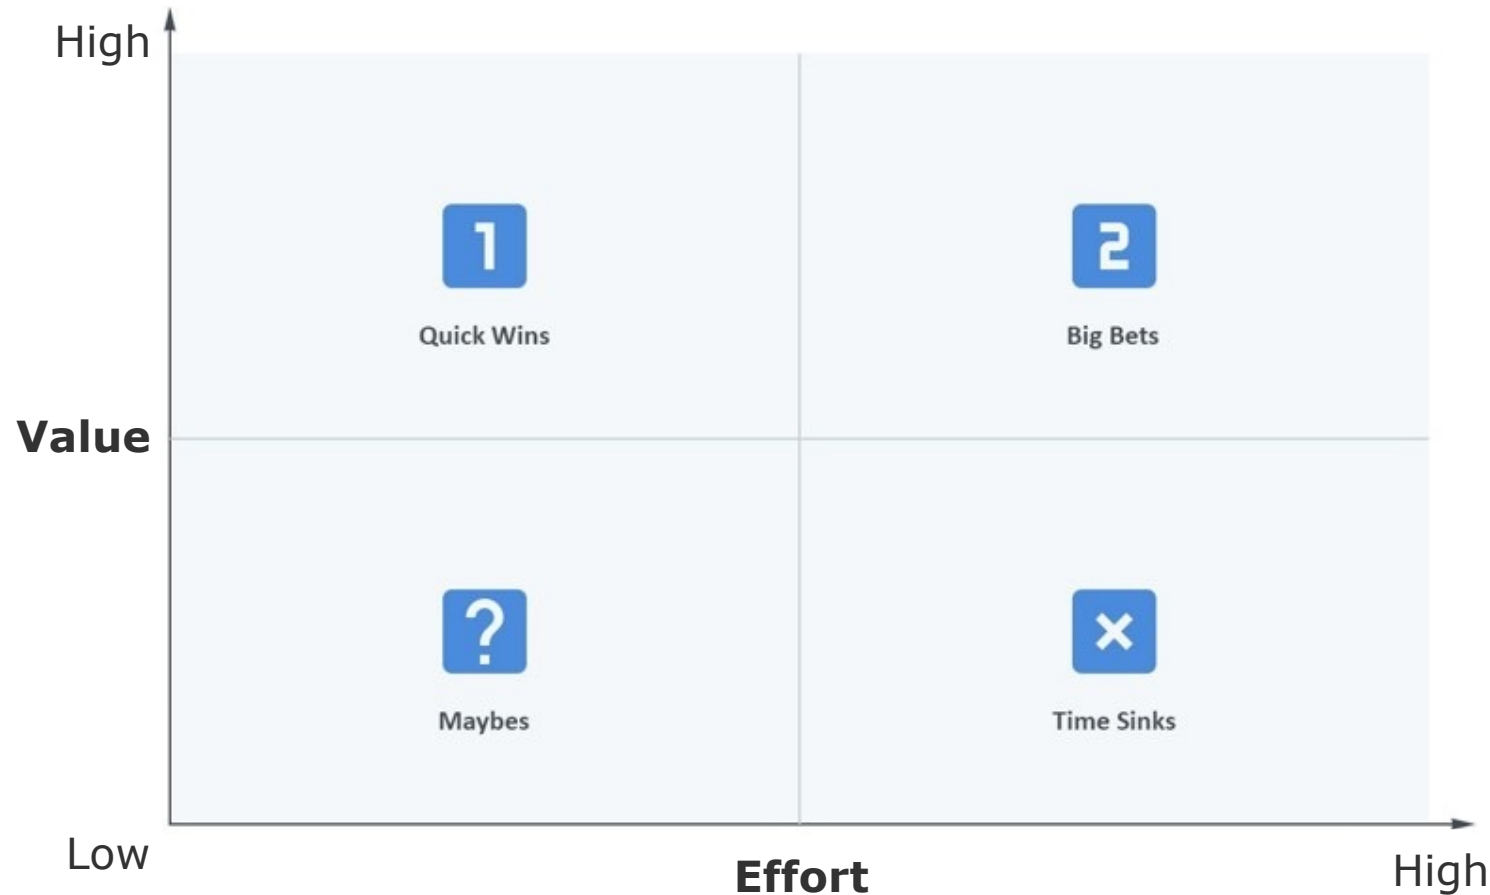 High
1
2
Quick Wins
Big Bets
Value
?
×
Maybes
Time Sinks
Low
Effort
High